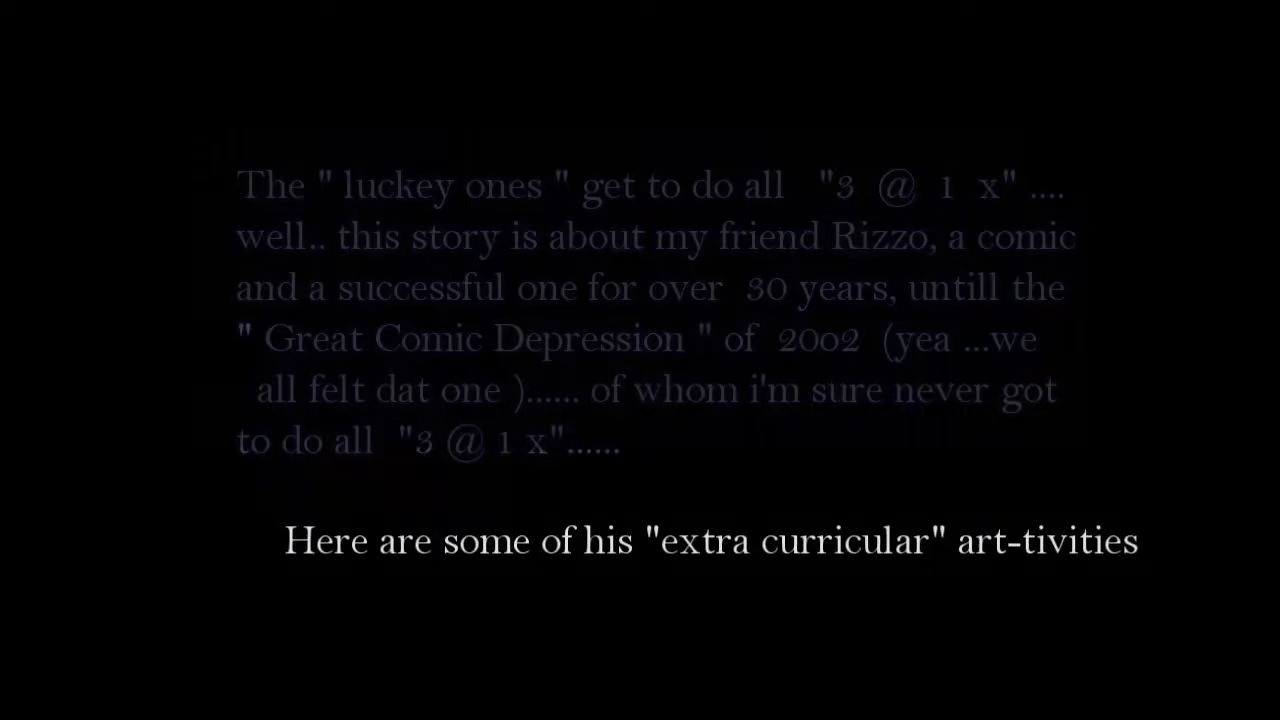 The " luckey ones " get to do all "3 @ 1 x" ....
well.. this story is about my friend Rizzo, a comic
and a successful one for over 30 years, untill the
" Great Comic Depression " of 2002 (yea ...we
all felt dat one )...... of whom i'm sure never got
to do all "3 @ 1 x"......
Here are some of his "extra curricular" art-tivities